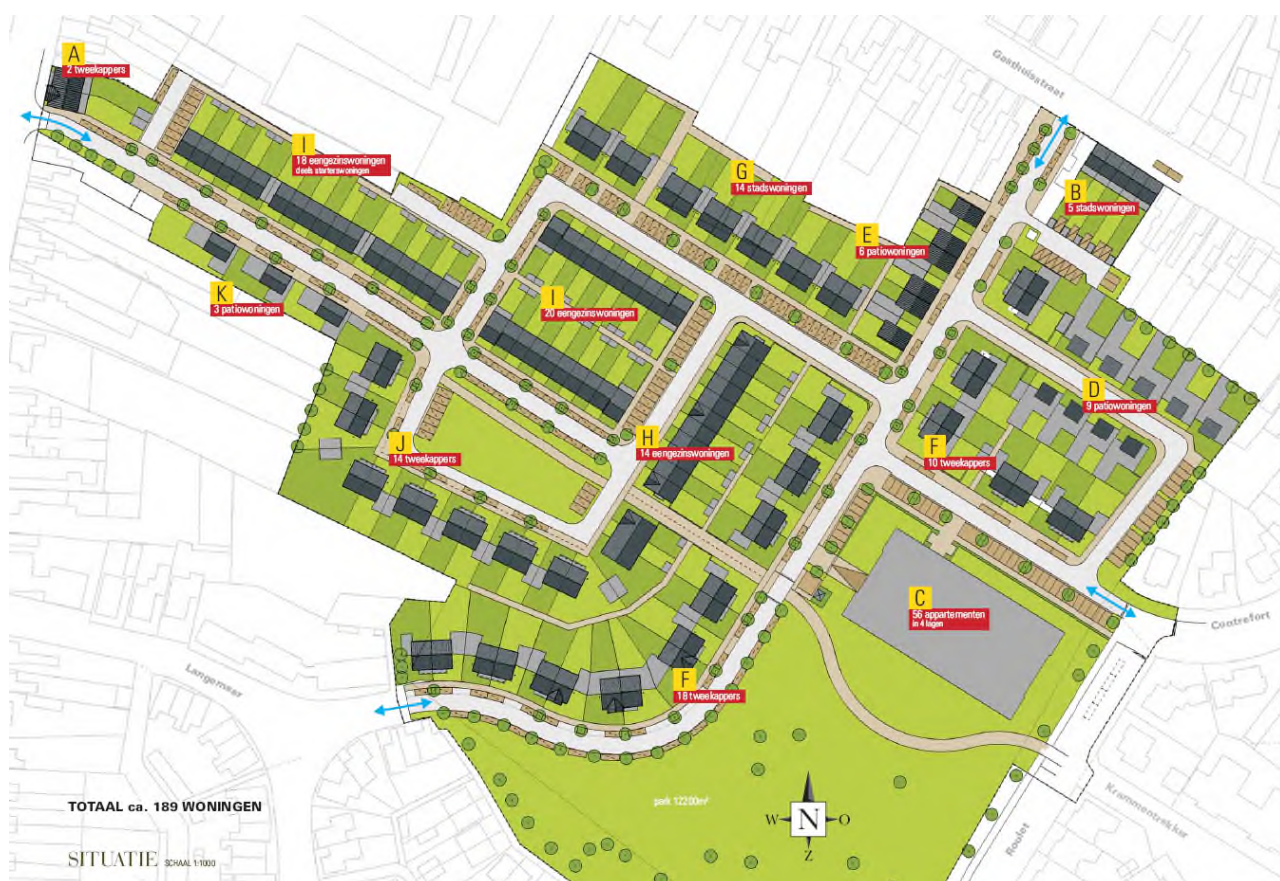 A
2 tweekappers
I
18 eengezinswoningen
deels starterswoningen
K
3 patiowoningen
G
14 stadswoningen
E
6 patiowoningen
Gasthuisstraat
B
5 stadswoningen
I
20 eengezinswoningen
D
9 patiowoningen
J
14 tweekappers
H
14 eengezinswoningen
F
10 tweekappers
C
56 appartementen
in 4 lagen
Contrefort
Langemeer
F
18 tweekappers
TOTAAL ca. 189 WONINGEN
park 12200m²
W N O
Z
Roulet
SITUATIE SCHAAL 1:1000